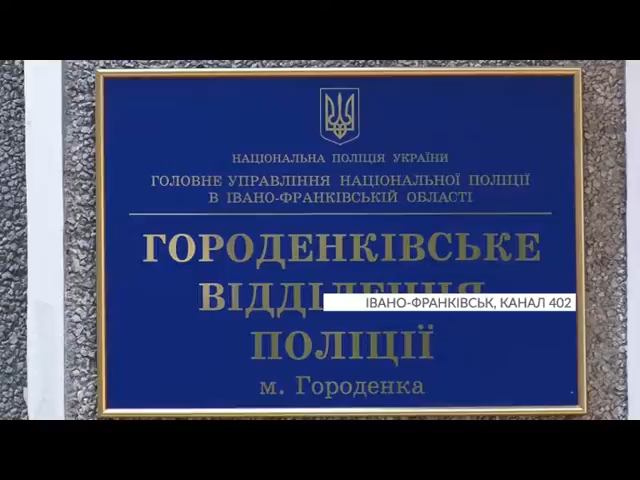 НАЦІОНАЛЬНА ПОЛІЦІЯ УКРАЇНИ
ГОЛОВНЕ УПРАВЛІННЯ НАЦІОНАЛЬНОЇ ПОЛІЦІЇ
В ІВАНО-ФРАНКІВСЬКІЙ ОБЛАСТІ
ГОРОДЕНКІВСЬКЕ
ВІДДІЛЕННЯ
ІВАНО-ФРАНКІВСЬК, КАНАЛ 402
ПОЛІЦІЇ
м. Городенка